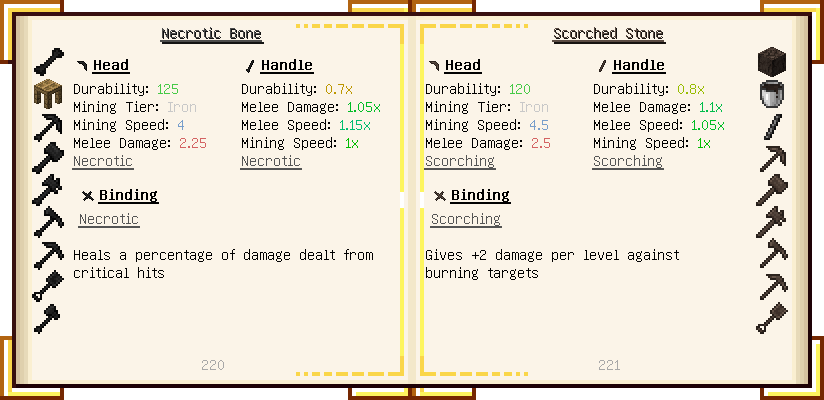 Necrotic Bone
Head
Durability: 125
Mining Tier: Iron
Mining Speed: 4
Melee Damage: 2.25
Necrotic
Handle
Durability: 0.7x
Melee Damage: 1.05x
Melee Speed: 1.15x
Mining Speed: 1x
Necrotic
Binding
Necrotic
Heals a percentage of damage dealt from
critical hits
220
Scorched Stone
Head
Durability: 120
Mining Tier: Iron
Mining Speed: 4.5
Melee Damage: 2.5
Scorching
Handle
Durability: 0.8x
Melee Damage: 1.1x
Melee Speed: 1.05x
Mining Speed: 1x
Scorching
Binding
Scorching
Gives +2 damage per level against
burning targets
221